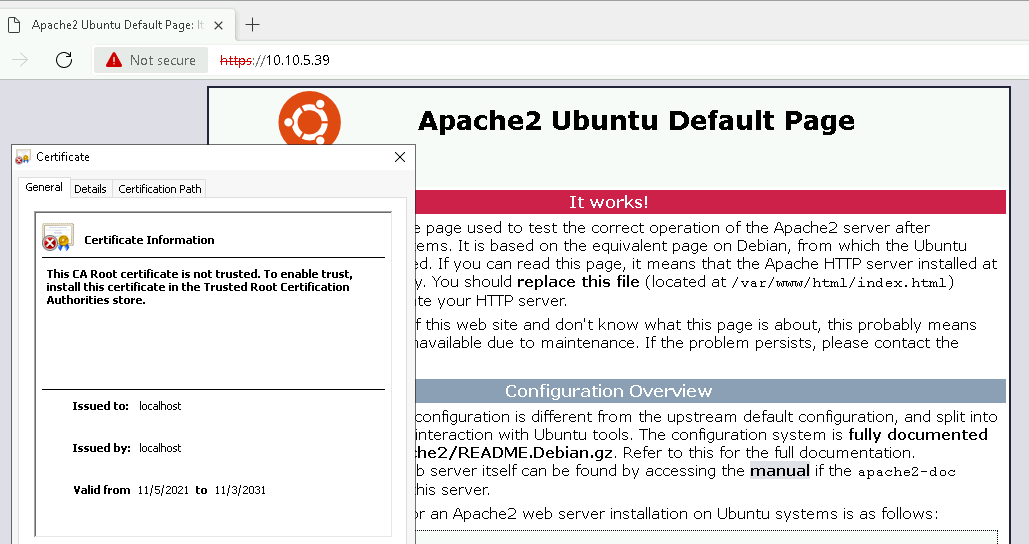 Apache2 Ubuntu Default Page: It
Not secure
https://10.10.5.39
Apache2 Ubuntu Default Page
Certificate
General
Details
Certification Path
Certificate Information
This CA Root certificate is not trusted. To enable trust,
install this certificate in the Trusted Root Certification
Authorities store.
Issued to: localhost
Issued by: localhost
Valid from 11/5/2021 to 11/3/2031
It works!
e page used to test the correct operation of the Apache2 server after
ems. It is based on the equivalent page on Debian, from which the Ubuntu
ed. If you can read this page, it means that the Apache HTTP server installed at
y. You should replace this file (located at /var/www/html/index.html)
te your HTTP server.
f this web site and don't know what this page is about, this probably means
navailable due to maintenance. If the problem persists, please contact the
Configuration Overview
configuration is different from the upstream default configuration, and split into
interaction with Ubuntu tools. The configuration system is fully documented
che2/README.Debian.gz. Refer to this for the full documentation.
b server itself can be found by accessing the manual if the apache2-doc
his server.
or an Apache2 web server installation on Ubuntu systems is as follows: